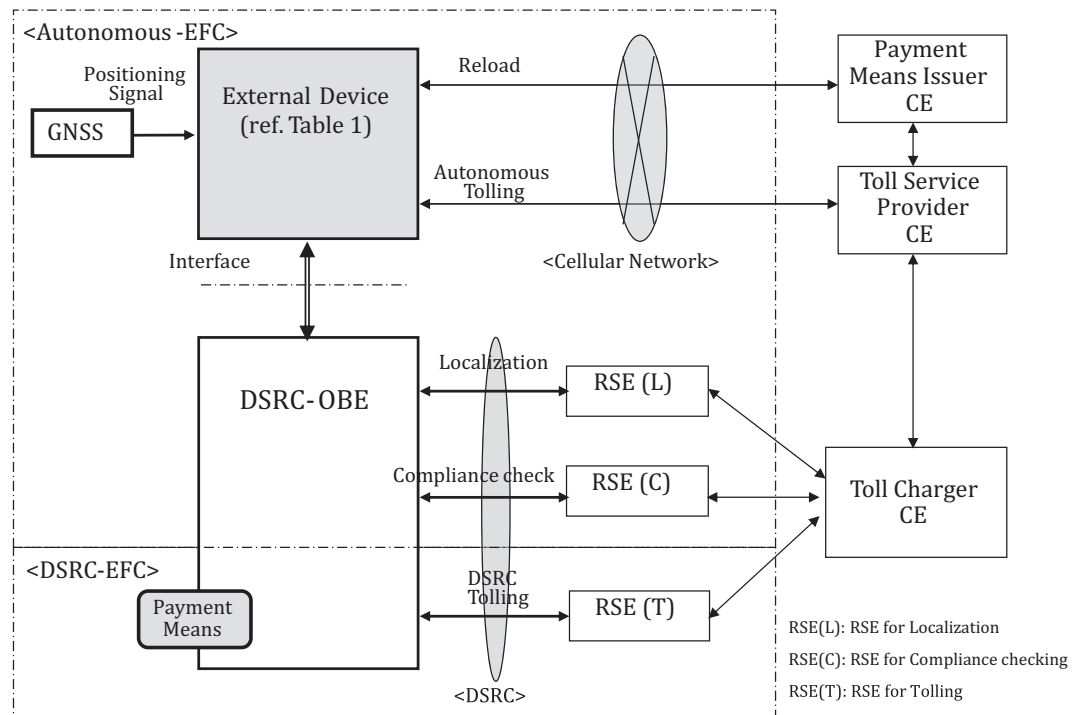 <Autonomous -EFC>
Positioning
Signal
GNSS
External Device
(ref. Table 1)
Reload
Payment
Means Issuer
CE
Autonomous
Tolling
Toll Service
Provider
CE
Interface
<Cellular Network>
DSRC-OBE
Localization
RSE (L)
Compliance check
RSE (C)
Toll Charger
CE
<DSRC-EFC>
Payment
Means
DSRC
Tolling
RSE (T)
<DSRC>
RSE(L): RSE for Localization
RSE(C): RSE for Compliance checking
RSE(T): RSE for Tolling